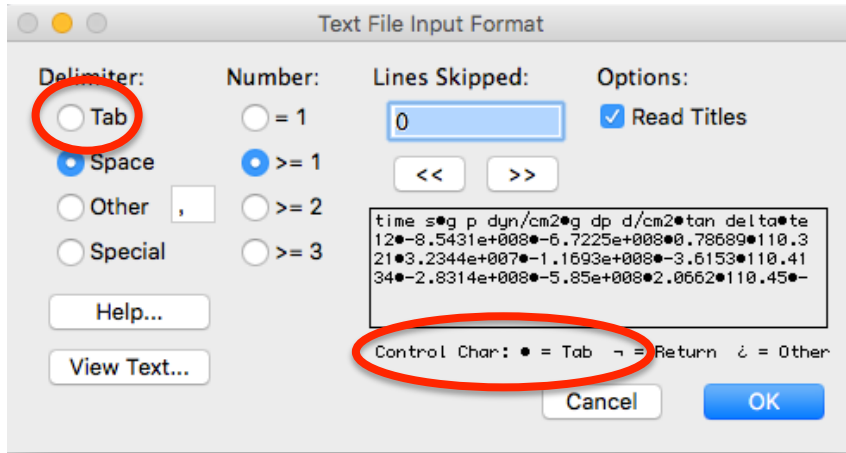 Text File Input Format
Delimiter: Number: Lines Skipped: Options:
Tab = 1 0 Read Titles
Space >= 1 << >>
Other , >= 2
Special >= 3
time s●g p dyn/cm2●g dp d/cm2●tan delta●te
12●-8.5431e+008●-6.7225e+008●0.78689●110.3
21●3.2344e+007●-1.1693e+008●-3.6153●110.41
34●-2.8314e+008●-5.85e+008●2.0662●110.45●-
Help...
Control Char: ● = Tab ¬ = Return ¿ = Other
View Text...
Cancel OK